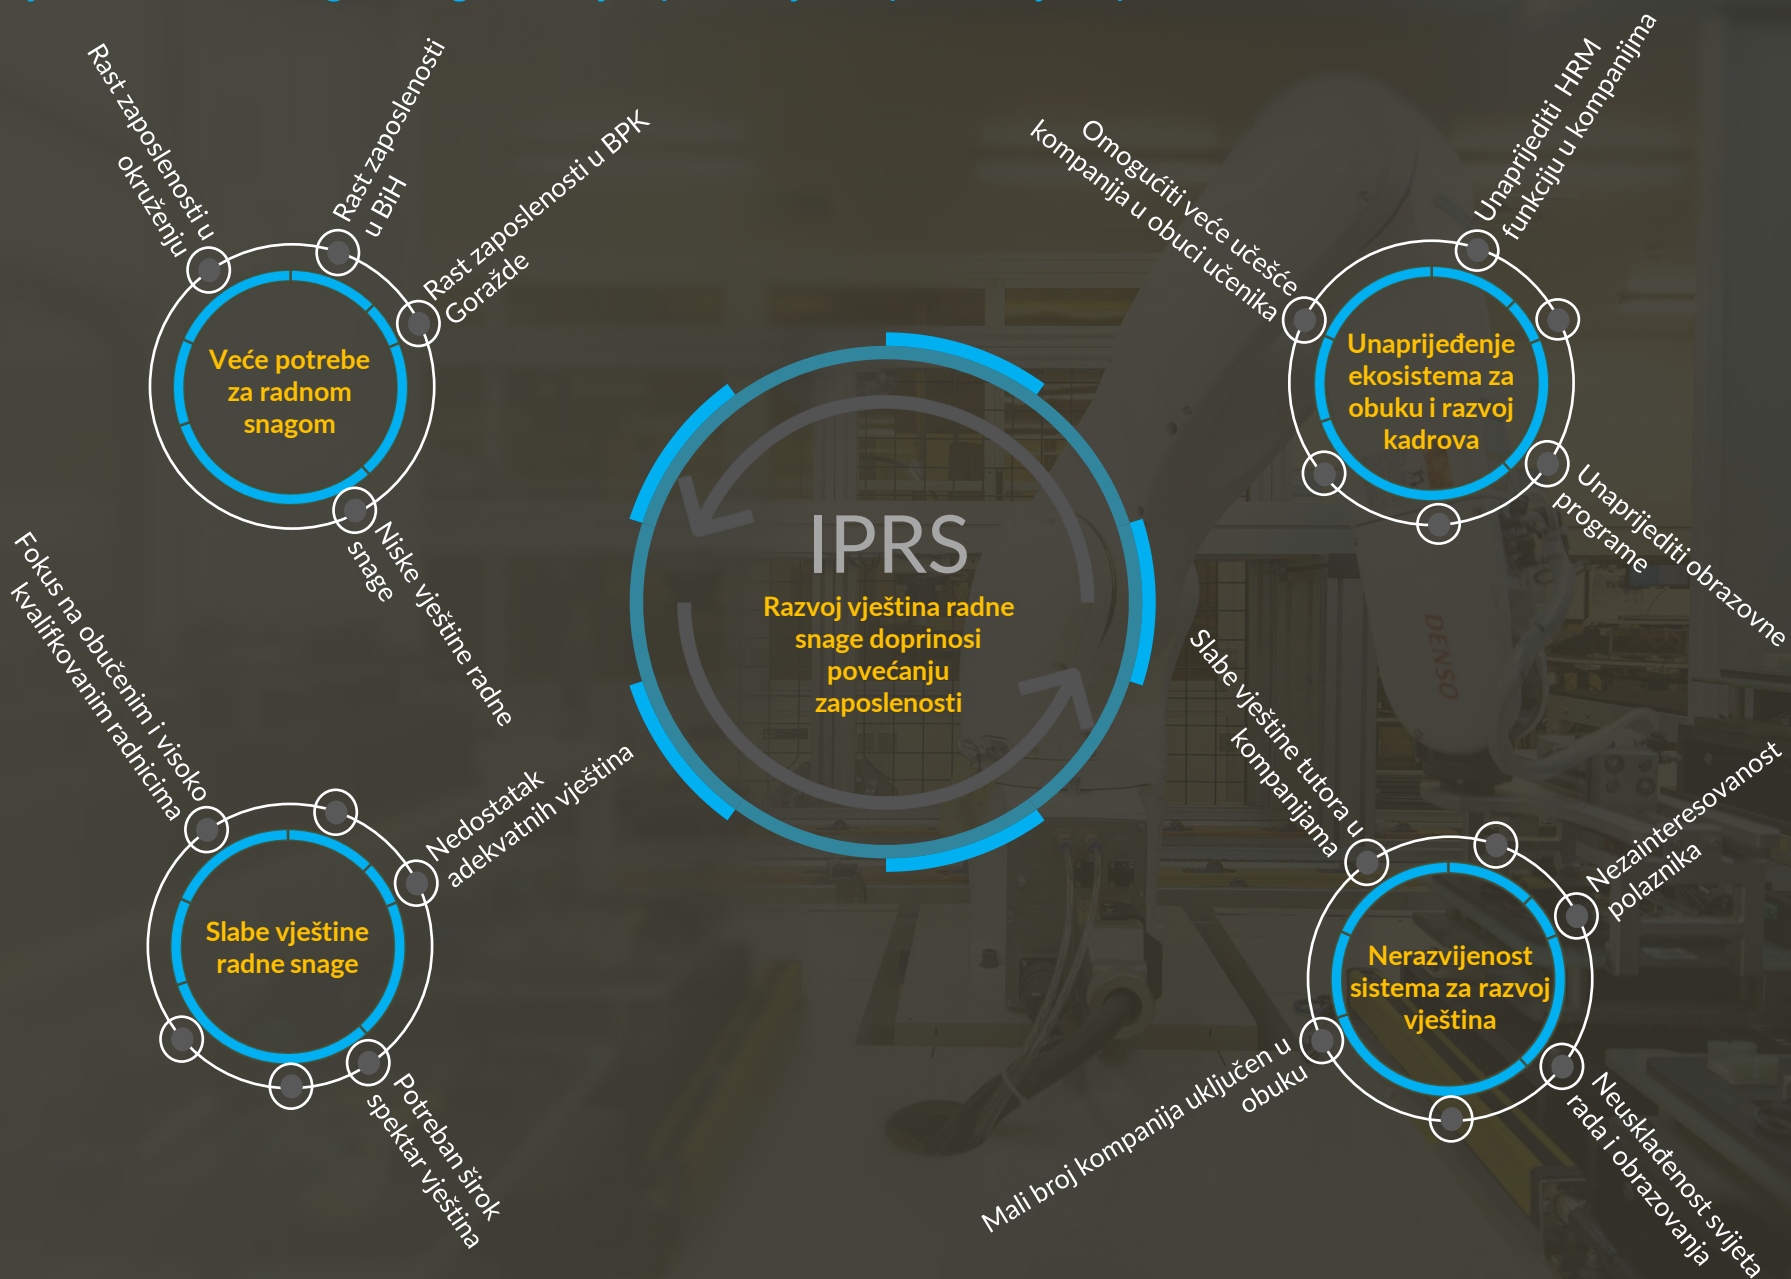 Rast zaposlenosti u
okruženju
Rast zaposlenosti
u BiH
Rast zaposlenosti u BPK
Goražde
Veće potrebe
za radnom
snagom
Niske vještine radne
snage
Omogućiti veće učešće
kompanija u obuci učenika
Unaprijediti HRM
funkciju u kompanijima
Unaprijeđenje
ekosistema za
obuku i razvoj
kadrova
Unaprijediti obrazovne
programe
IPRS
Razvoj vještina radne
snage doprinosi
povećanju
zaposlenosti
DENSO
Fokus na obučenim i visoko
kvalifkovanim radnicima
Nedostatak
adekvatnih vještina
Slabe vještine
radne snage
Potreban širok
spektar vještina
Slabe vještine tutora u
kompanijama
Nezainteresovanost
polaznika
Nerazvijenost
sistema za razvoj
vještina
Mali broj kompanija uključen u
obuku
Neusklađenost svijeta
rada i obrazovanja